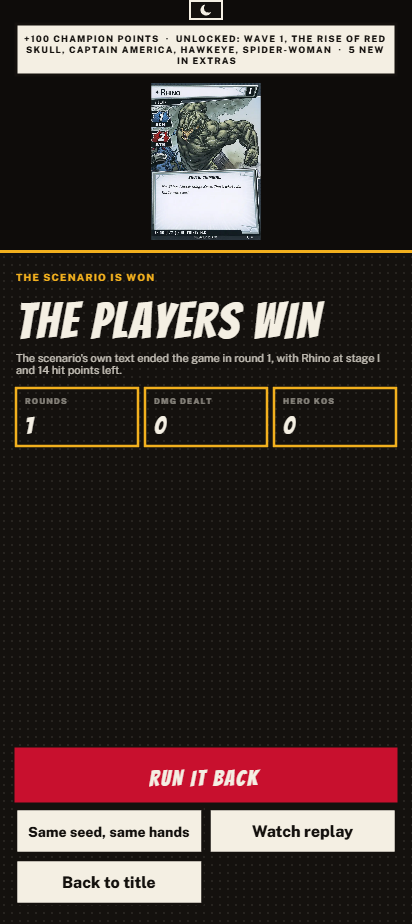 +100 CHAMPION POINTS · UNLOCKED: WAVE 1, THE RISE OF RED
SKULL, CAPTAIN AMERICA, HAWKEYE, SPIDER-WOMAN · 5 NEW
IN EXTRAS
RHINO
THE SCENARIO IS WON
THE PLAYERS WIN
The scenario's own text ended the game in round 1, with Rhino at stage I
and 14 hit points left.
ROUNDS
DMG DEALT
HERO KOS
1
0
0
RUN IT BACK
Same seed, same hands
Watch replay
Back to title